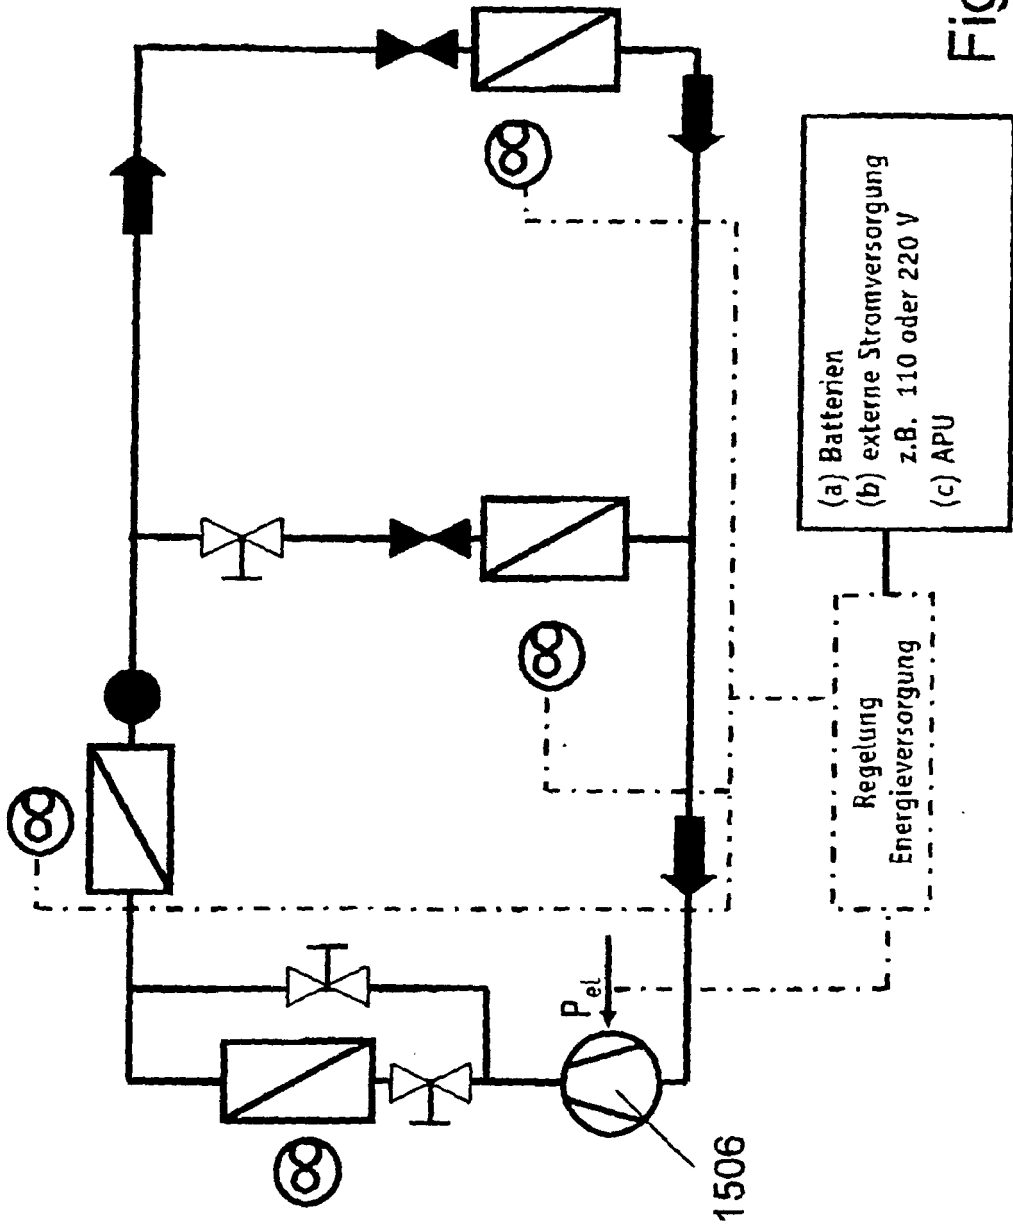 Fig
(a) Batterien
(b) externe Stromversorgung
z.B. 110 oder 220 V
(c) APU
Regelung
Energieversorgung
Pel
1506